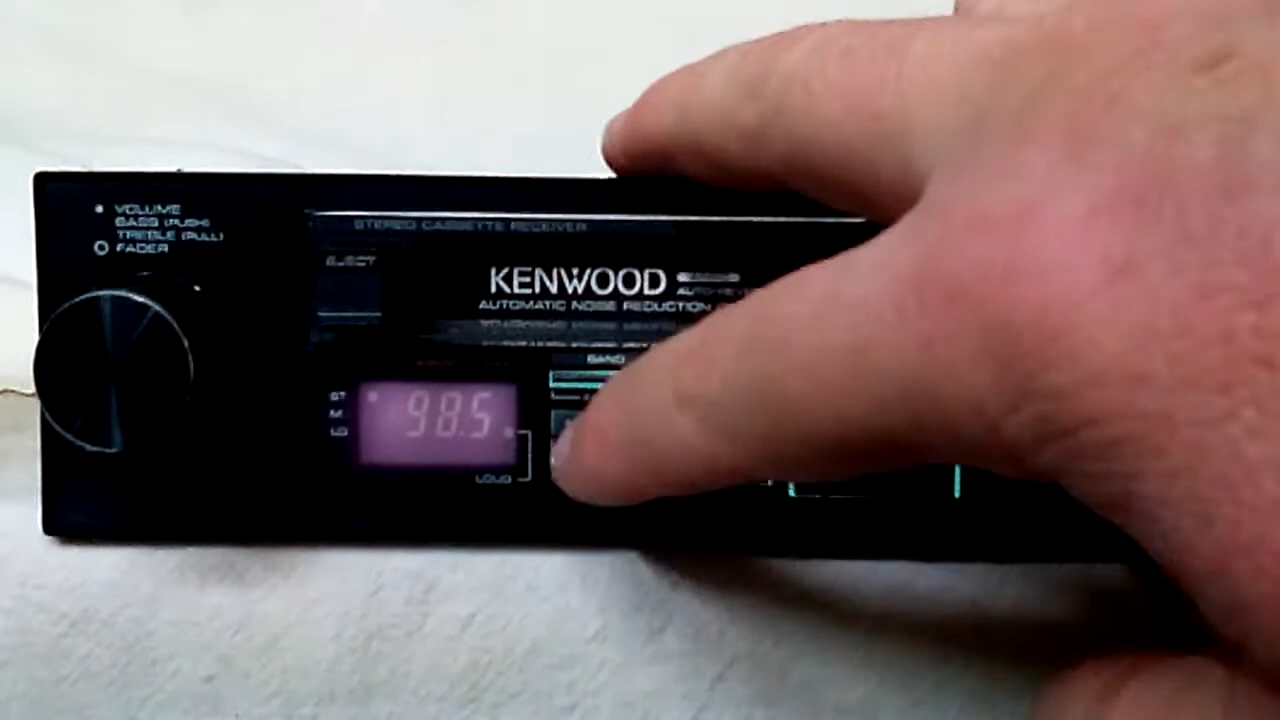 VOLUME
BASS (PUSH)
TREBLE (PULL)
FADER
STEREO CASSETTE RECEIVER
EJECT
KENWOOD
AUTOMATIC NOISE REDUCTION
BAND
ST
M
LO
98.5
LOUD